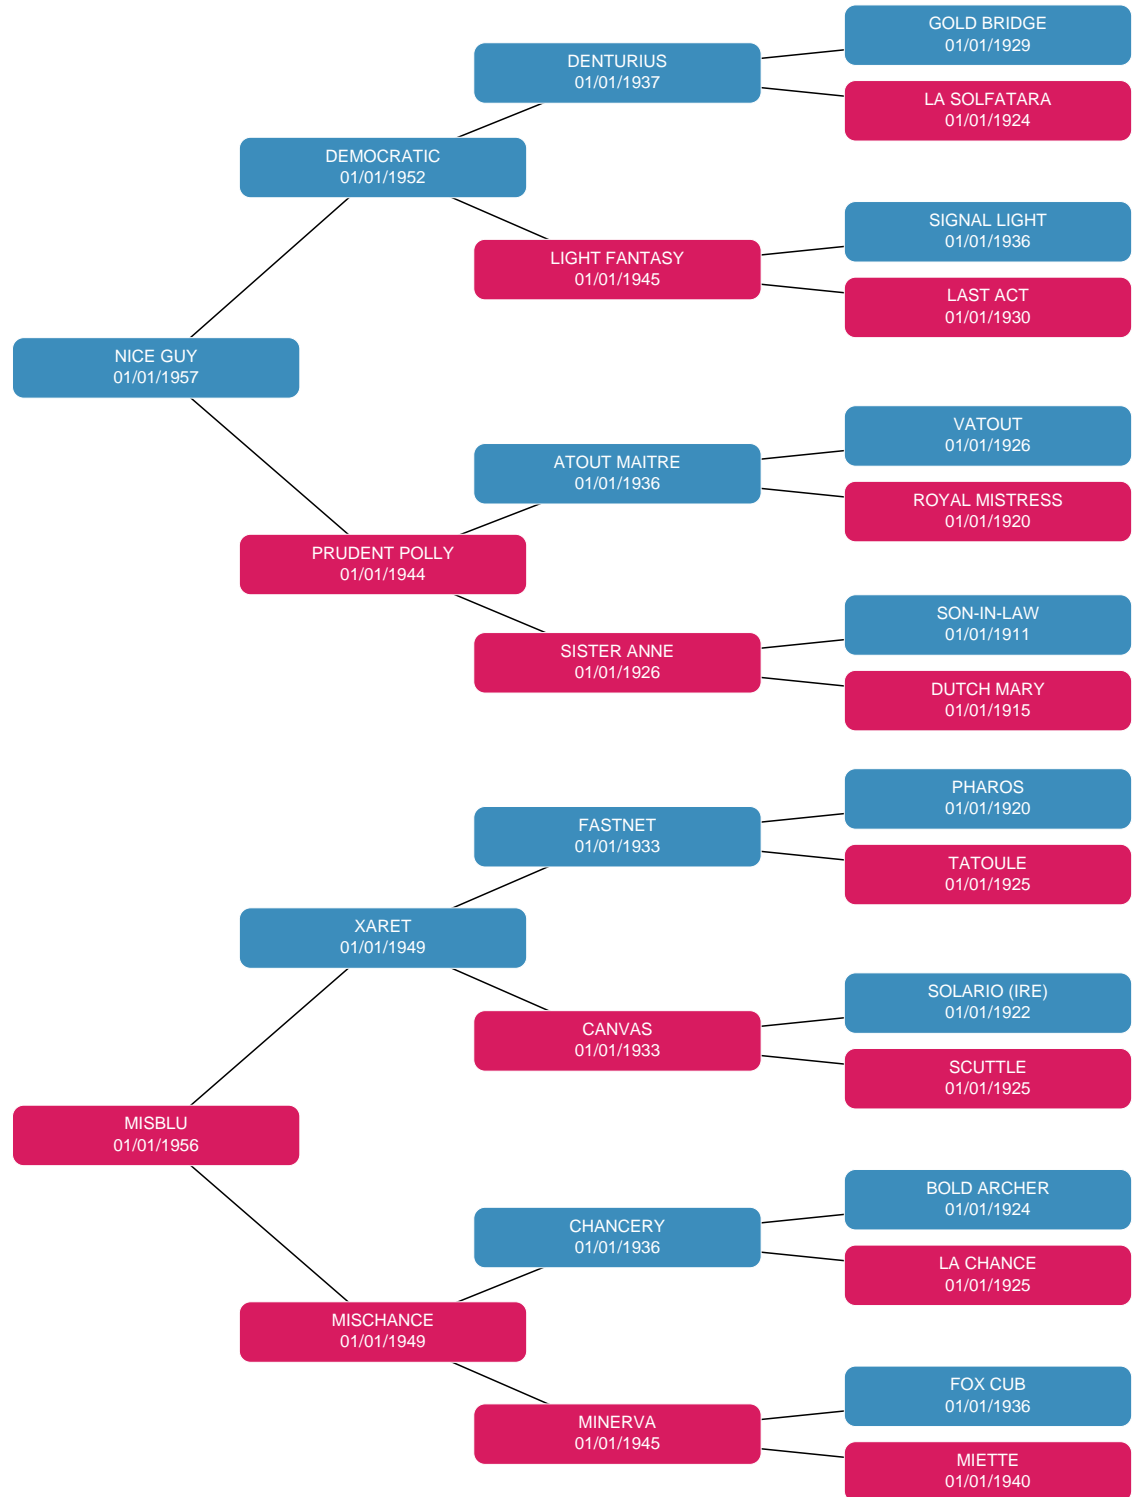 GOLD BRIDGE
01/01/1929
DENTURIUS
01/01/1937
LA SOLFATARA
01/01/1924
DEMOCRATIC
01/01/1952
SIGNAL LIGHT
01/01/1936
LIGHT FANTASY
01/01/1945
LAST ACT
01/01/1930
NICE GUY
01/01/1957
VATOUT
01/01/1926
ATOUT MAITRE
01/01/1936
ROYAL MISTRESS
01/01/1920
PRUDENT POLLY
01/01/1944
SON-IN-LAW
01/01/1911
SISTER ANNE
01/01/1926
DUTCH MARY
01/01/1915
PHAROS
01/01/1920
FASTNET
01/01/1933
TATOULE
01/01/1925
XARET
01/01/1949
SOLARIO (IRE)
01/01/1922
CANVAS
01/01/1933
SCUTTLE
01/01/1925
MISBLU
01/01/1956
BOLD ARCHER
01/01/1924
CHANCERY
01/01/1936
LA CHANCE
01/01/1925
MISCHANCE
01/01/1949
FOX CUB
01/01/1936
MINERVA
01/01/1945
MIETTE
01/01/1940